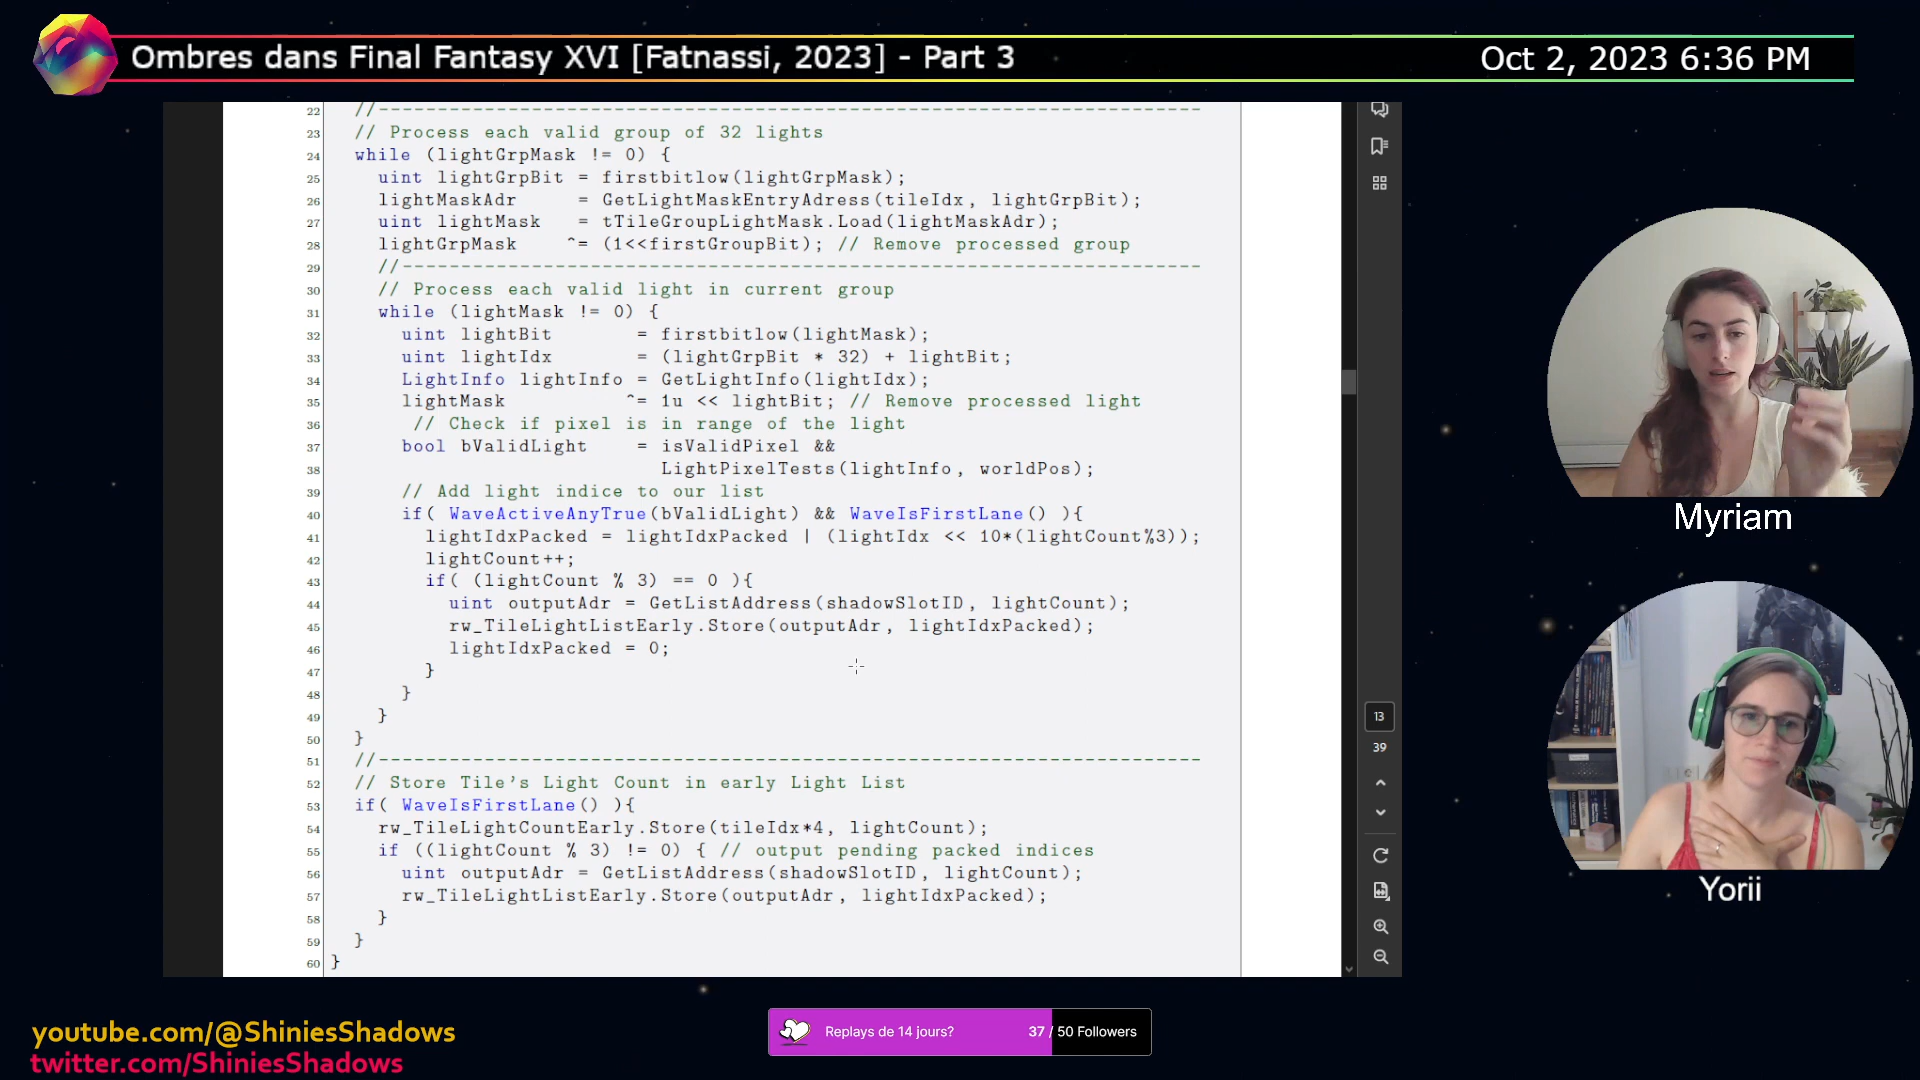 Ombres dans Final Fantasy XVI [Fatnassi, 2023] - Part 3
Oct 2, 2023 6:36 PM
22 //----------------------------------------------------------------------
23 // Process each valid group of 32 lights
24 while (lightGrpMask != 0) {
25 uint lightGrpBit = firstbitlow(lightGrpMask);
26 lightMaskAdr = GetLightMaskEntryAdress(tileIdx, lightGrpBit);
27 uint lightMask = tTileGroupLightMask.Load(lightMaskAdr);
28 lightGrpMask ^= (1<<firstGroupBit); // Remove processed group
29 //--------------------------------------------------------------------
30 // Process each valid light in current group
31 while (lightMask != 0) {
32 uint lightBit = firstbitlow(lightMask);
33 uint lightIdx = (lightGrpBit * 32) + lightBit;
34 LightInfo lightInfo = GetLightInfo(lightIdx);
35 lightMask ^= 1u << lightBit; // Remove processed light
36 // Check if pixel is in range of the light
37 bool bValidLight = isValidPixel &&
38 LightPixelTests(lightInfo, worldPos);
39 // Add light indice to our list
40 if( WaveActiveAnyTrue(bValidLight) && WaveIsFirstLane() ){
41 lightIdxPacked = lightIdxPacked | (lightIdx << 10*(lightCount%3));
42 lightCount++;
43 if( (lightCount % 3) == 0 ){
44 uint outputAdr = GetListAddress(shadowSlotID, lightCount);
45 rw_TileLightListEarly.Store(outputAdr, lightIdxPacked);
46 lightIdxPacked = 0;
47 }
48 }
49 }
50 }
51 //----------------------------------------------------------------------
52 // Store Tile's Light Count in early Light List
53 if( WaveIsFirstLane() ){
54 rw_TileLightCountEarly.Store(tileIdx*4, lightCount);
55 if ((lightCount % 3) != 0) { // output pending packed indices
56 uint outputAdr = GetListAddress(shadowSlotID, lightCount);
57 rw_TileLightListEarly.Store(outputAdr, lightIdxPacked);
58 }
59 }
60 }
13
39
Myriam
Yorii
youtube.com/@ShiniesShadows
twitter.com/ShiniesShadows
Replays de 14 jours? 37 / 50 Followers